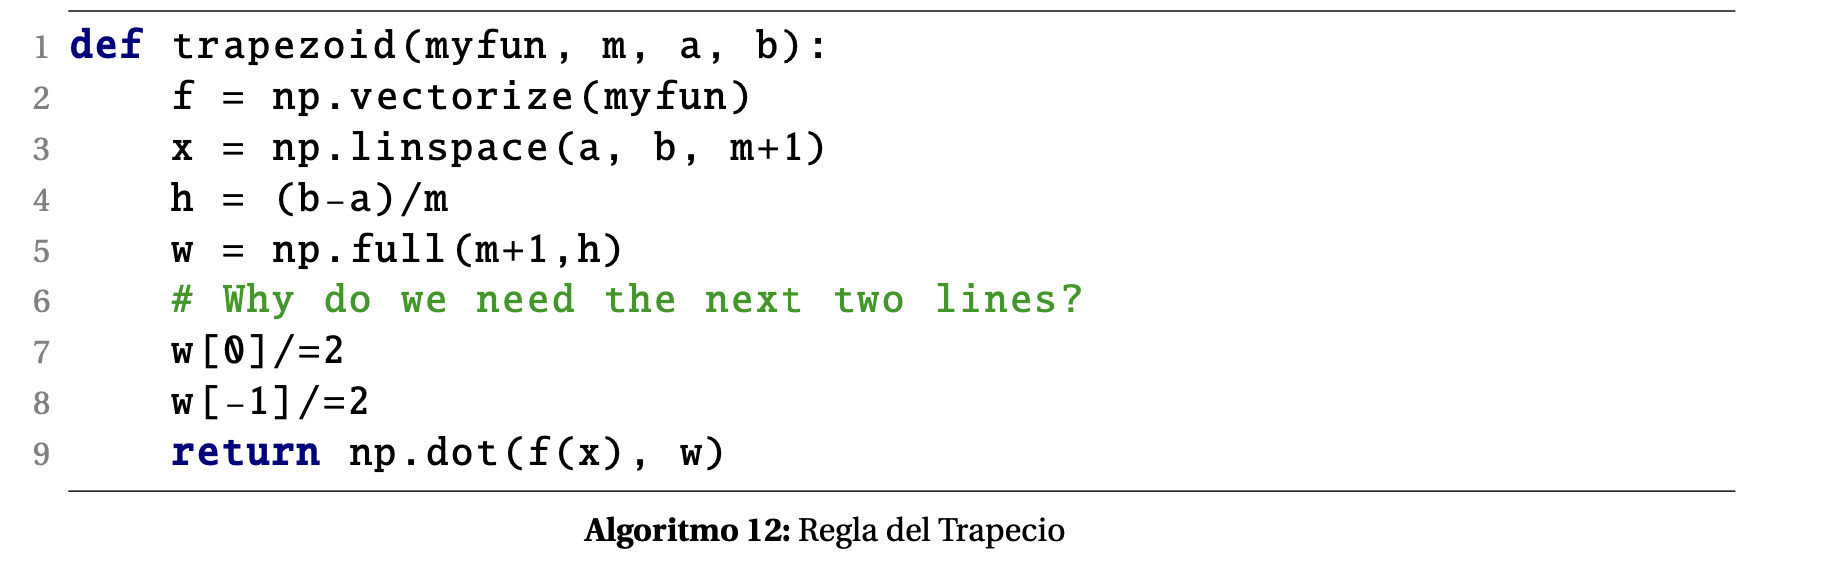 1 def trapezoid(myfun, m, a, b):
2     f = np.vectorize(myfun)
3     x = np.linspace(a, b, m+1)
4     h = (b-a)/m
5     w = np.full(m+1,h)
6     # Why do we need the next two lines?
7     w[0]/=2
8     w[-1]/=2
9     return np.dot(f(x), w)
Algoritmo 12: Regla del Trapecio